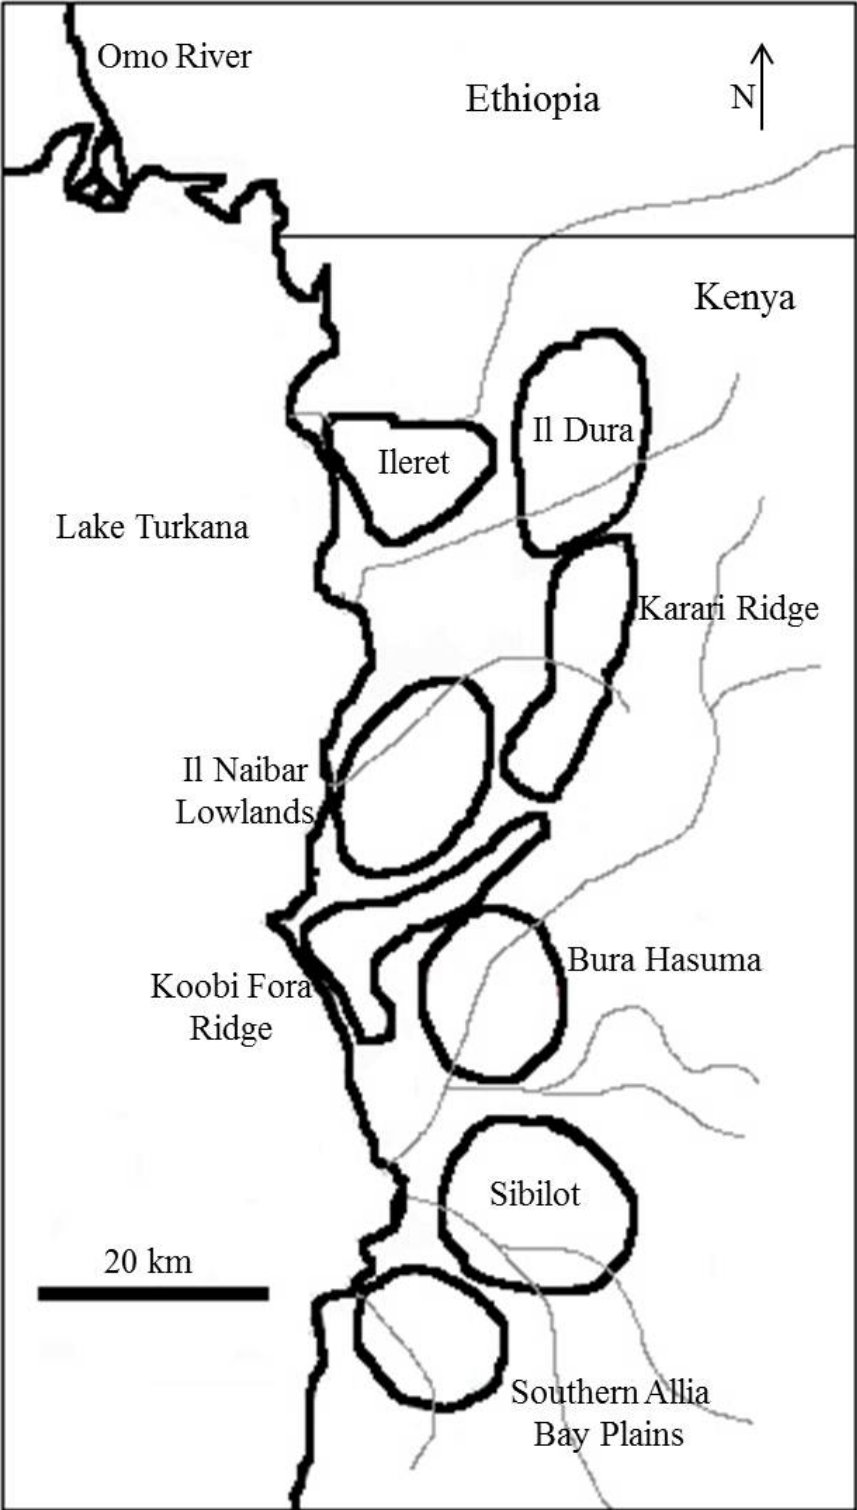 Omo River
Ethiopia
N
Kenya
Il Dura
Ileret
Lake Turkana
Karari Ridge
Il Naibar
Lowlands
Bura Hasuma
Koobi Fora
Ridge
Sibilot
20 km
Southern Allia
Bay Plains